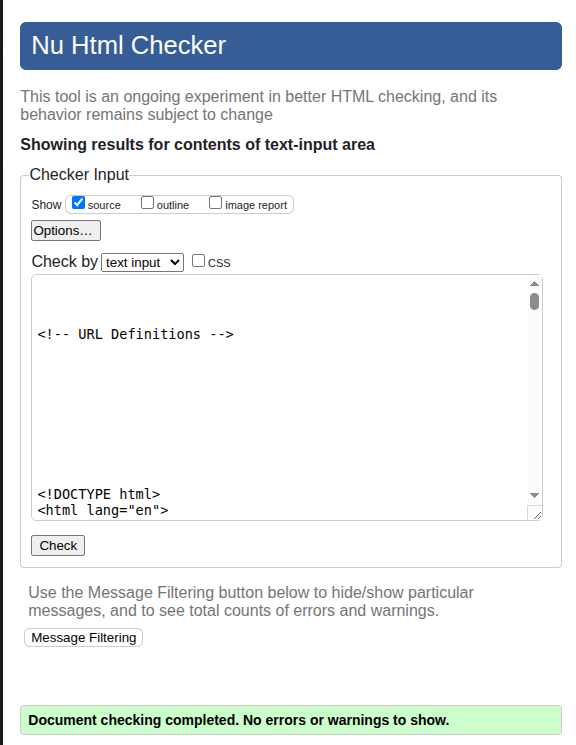 Nu Html Checker
This tool is an ongoing experiment in better HTML checking, and its
behavior remains subject to change
Showing results for contents of text-input area
Checker Input
Show source outline image report
Options...
Check by text input CSS
<!-- URL Definitions -->
<!DOCTYPE html>
<html lang="en">
Check
Use the Message Filtering button below to hide/show particular
messages, and to see total counts of errors and warnings.
Message Filtering
Document checking completed. No errors or warnings to show.